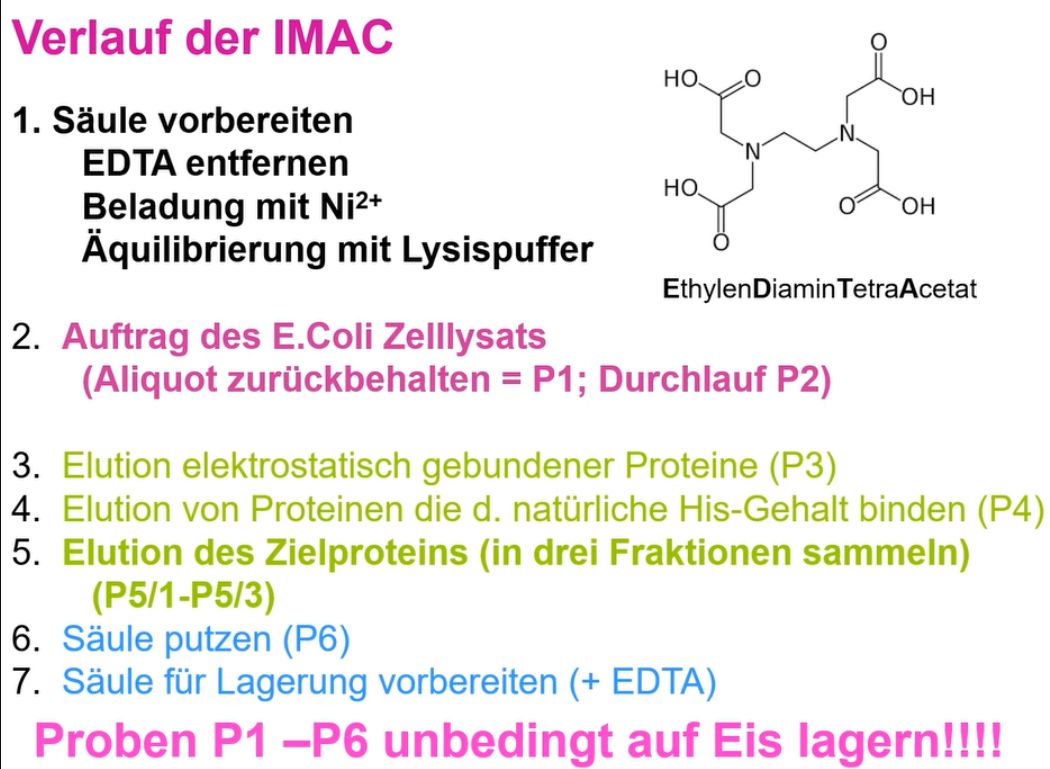 Verlauf der IMAC
1. Säule vorbereiten
EDTA entfernen
Beladung mit Ni²⁺
Äquilibrierung mit Lysispuffer
O
HO
O
OH
N
N
HO
O
OH
O
EthylenDiaminTetraAcetat
2. Auftrag des E.Coli Zelllysats
(Aliquot zurückbehalten = P1; Durchlauf P2)
3. Elution elektrostatisch gebundener Proteine (P3)
4. Elution von Proteinen die d. natürliche His-Gehalt binden (P4)
5. Elution des Zielproteins (in drei Fraktionen sammeln)
(P5/1-P5/3)
6. Säule putzen (P6)
7. Säule für Lagerung vorbereiten (+ EDTA)
Proben P1 –P6 unbedingt auf Eis lagern!!!!